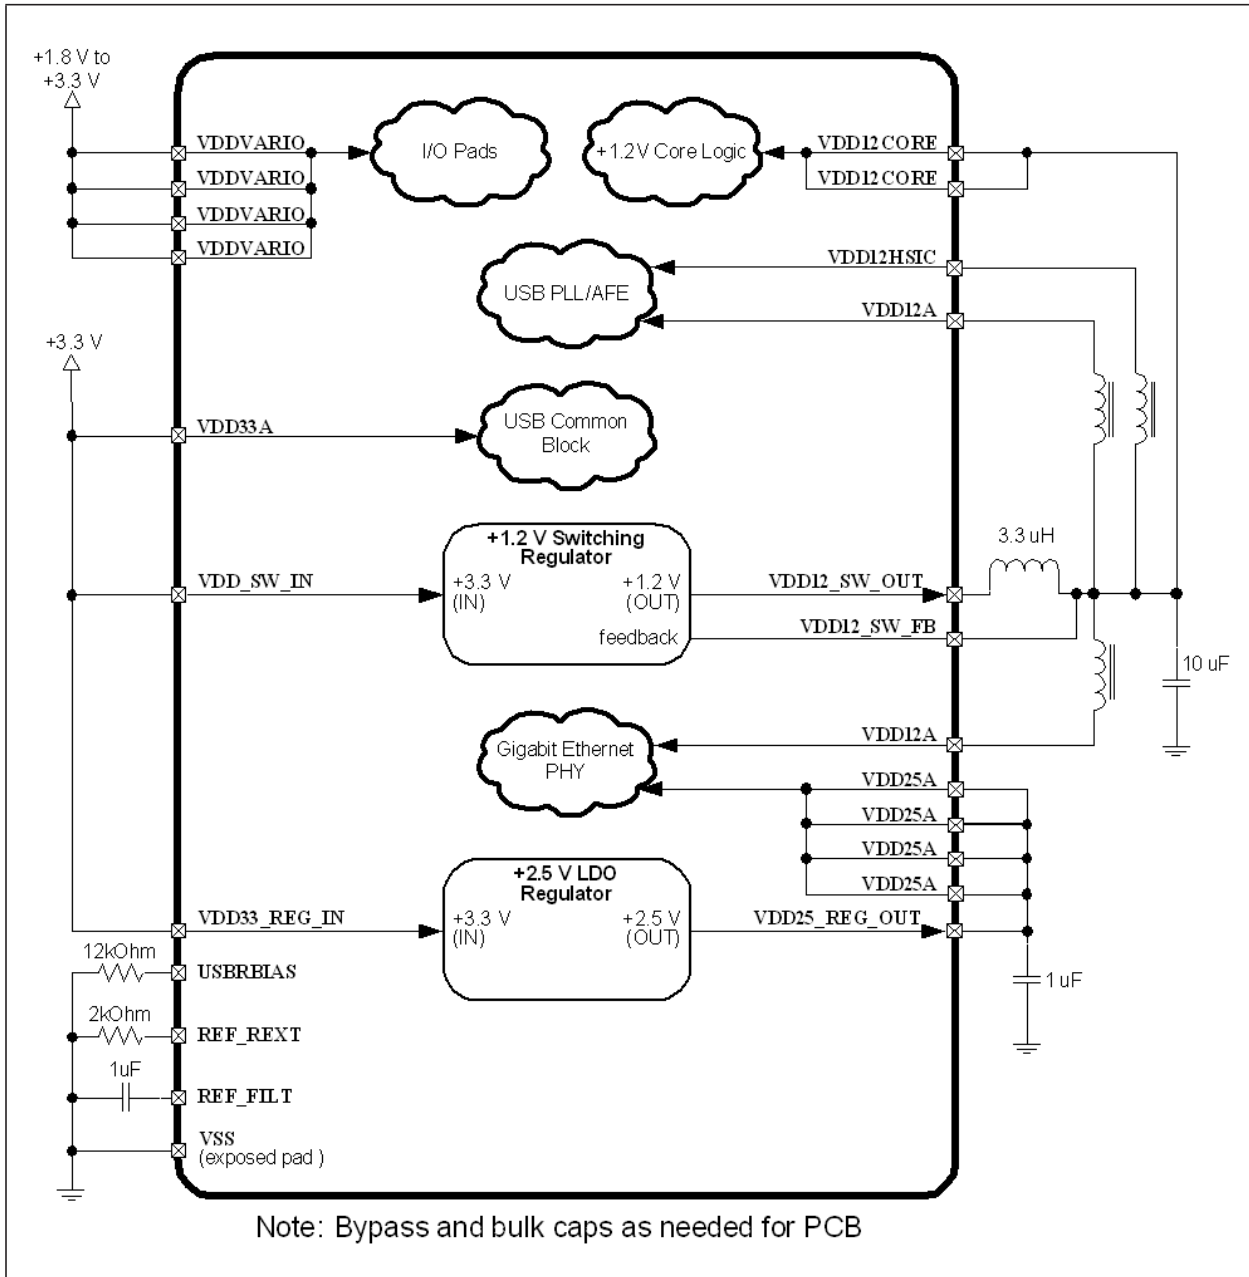 +1.8 V to
+3.3 V
VDDVARIO
VDDVARIO
VDDVARIO
VDDVARIO
I/O Pads
+1.2V Core Logic
VDD12CORE
VDD12CORE
VDD12HSIC
USB PLL/AFE
VDD12A
+3.3 V
VDD33A
USB Common
Block
+1.2 V Switching
Regulator
3.3 uH
VDD_SW_IN
+3.3 V
(IN)
+1.2 V
(OUT)
VDD12_SW_OUT
feedback
VDD12_SW_FB
10 uF
Gigabit Ethernet
PHY
VDD12A
VDD25A
VDD25A
VDD25A
VDD25A
+2.5 V LDO
Regulator
VDD33_REG_IN
+3.3 V
(IN)
+2.5 V
(OUT)
VDD25_REG_OUT
12kOhm
USBRBIAS
1 uF
2kOhm
REF_REXT
1uF
REF_FILT
VSS
(exposed pad )
Note: Bypass and bulk caps as needed for PCB